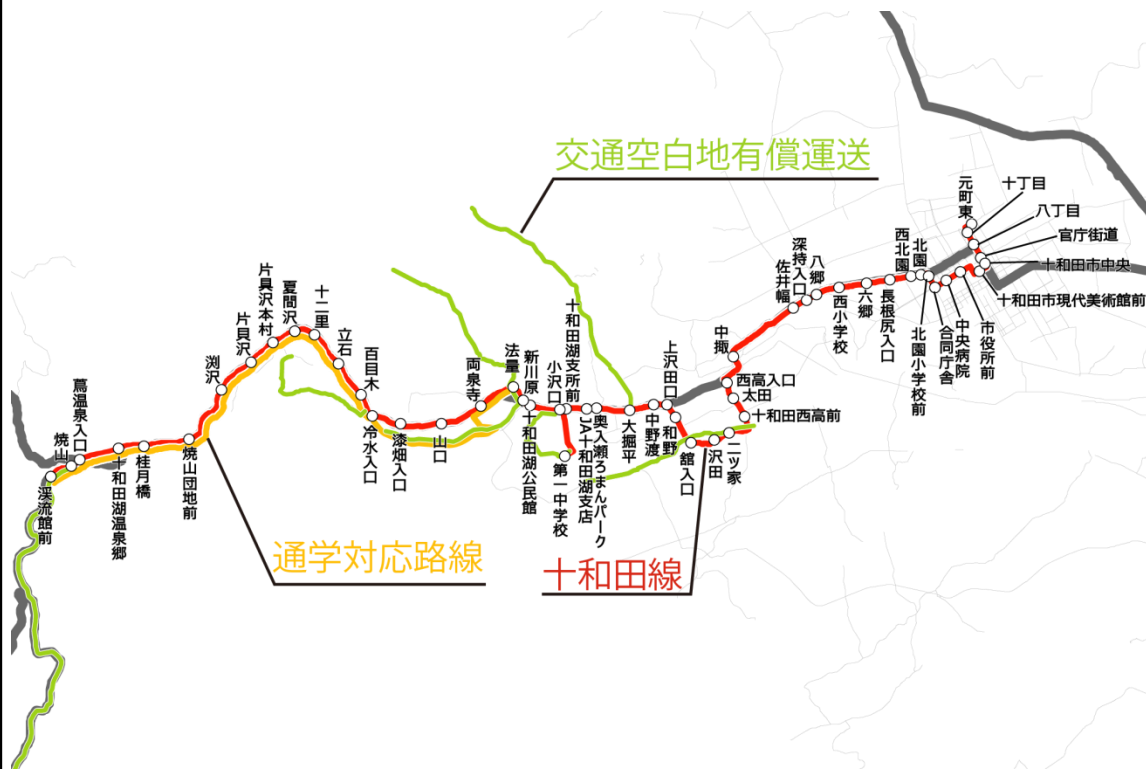 交通空白地有償運送
元町東
十丁目
八丁目
官庁街道
十和田市中央
十和田市現代美術館前
市役所前
中央病院
合同庁舎
北園小学校前
北園
西北園
長根尻入口
六郷
西小学校
八郷
深持入口
佐井幅
中掫
西高入口
太田
十和田西高前
二ツ家
沢田
舘入口
和野
上沢田口
中野渡
大堀平
奥入瀬ろまんパーク
JA十和田湖支店
十和田湖支所前
小沢口
第一中学校
十和田湖公民館
新川原
法量
両泉寺
山口
漆畑入口
冷水入口
百目木
立石
十二里
夏間沢
片貝沢本村
片貝沢
渕沢
焼山団地前
桂月橋
十和田湖温泉郷
蔦温泉入口
焼山
渓流館前
通学対応路線
十和田線